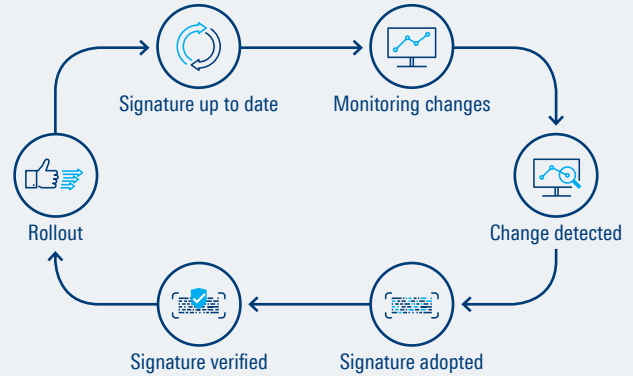 Signature up to date
Monitoring changes
Rollout
Change detected
Signature verified
Signature adopted